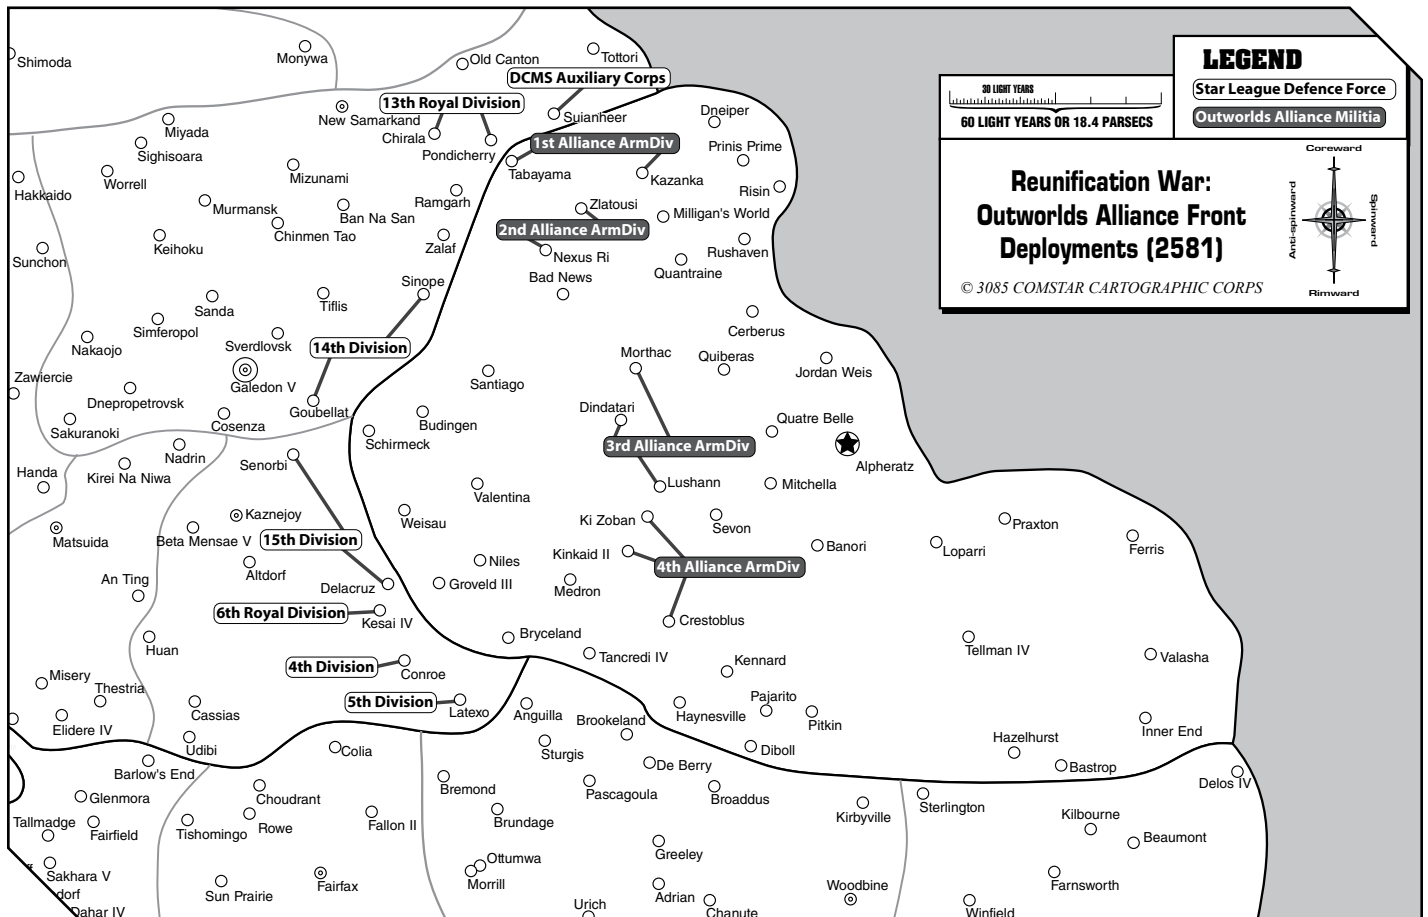 LEGEND
Star League Defence Force
Outworlds Alliance Militia
30 LIGHT YEARS
60 LIGHT YEARS OR 18.4 PARSECS
Reunification War:
Outworlds Alliance Front
Deployments (2581)
© 3085 COMSTAR CARTOGRAPHIC CORPS
Coreward
Anti-spinward
Spinward
Rimward
Shimoda
Monywa
Old Canton
Tottori
DCMS Auxiliary Corps
13th Royal Division
New Samarkand
Suianheer
Dneiper
Miyada
Chirala
Pondicherry
1st Alliance ArmDiv
Prinis Prime
Sighisoara
Tabayama
Kazanka
Risin
Hakkaido
Worrell
Mizunami
Ramgarh
Zlatousi
Murmansk
Ban Na San
Milligan's World
Chinmen Tao
2nd Alliance ArmDiv
Keihoku
Zalaf
Nexus Ri
Rushaven
Sunchon
Quantraine
Bad News
Sinope
Sanda
Tiflis
Simferopol
Cerberus
Sverdlovsk
14th Division
Nakaojo
Morthac
Quiberas
Jordan Weis
Zawiercie
Galedon V
Santiago
Dnepropetrovsk
Goubellat
Dindatari
Quatre Belle
Sakuranoki
Cosenza
Budingen
Schirmeck
3rd Alliance ArmDiv
Nadrin
Senorbi
Alpheratz
Handa
Kirei Na Niwa
Lushann
Mitchella
Valentina
Kaznejoy
Weisau
Ki Zoban
Sevon
Praxton
Matsuida
Beta Mensae V
15th Division
Kinkaid II
Banori
Loparri
Ferris
Niles
4th Alliance ArmDiv
An Ting
Altdorf
Delacruz
Groveld III
Medron
6th Royal Division
Kesai IV
Crestoblus
Bryceland
Huan
Tellman IV
Tancredi IV
Valasha
4th Division
Conroe
Kennard
Misery
Thestria
5th Division
Latexo
Pajarito
Cassias
Anguilla
Brookeland
Haynesville
Pitkin
Elidere IV
Inner End
Udibi
Colia
Sturgis
Diboll
Hazelhurst
Barlow's End
De Berry
Bastrop
Delos IV
Glenmora
Choudrant
Bremond
Pascagoula
Broaddus
Sterlington
Tallmadge
Fairfield
Tishomingo
Rowe
Fallon II
Brundage
Kirbyville
Kilbourne
Beaumont
Greeley
Ottumwa
Sakhara V
Morrill
Sun Prairie
Fairfax
Adrian
Woodbine
Farnsworth
dorf
Urich
Chanute
Winfield
Dahar IV